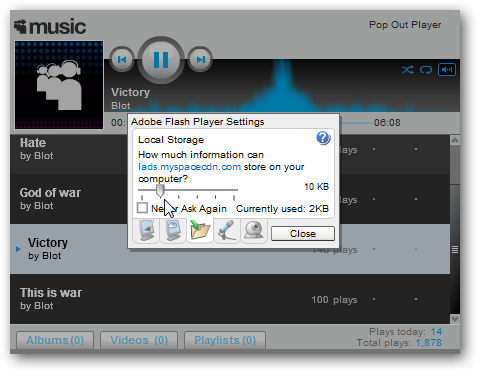 music
Pop Out Player
Victory
Blot
00:
06:08
Adobe Flash Player Settings
Local Storage
?
How much information can
lads.myspacecdn.com store on your
computer?
10 KB
Ask Again
Currently used: 2KB
Close
Hate
by Blot
plays
God of war
by Blot
plays
Victory
by Blot
plays
This is war
by Blot
100 plays
Albums (0)
Videos (0)
Playlists (0)
Plays today: 14
Total plays: 1,878